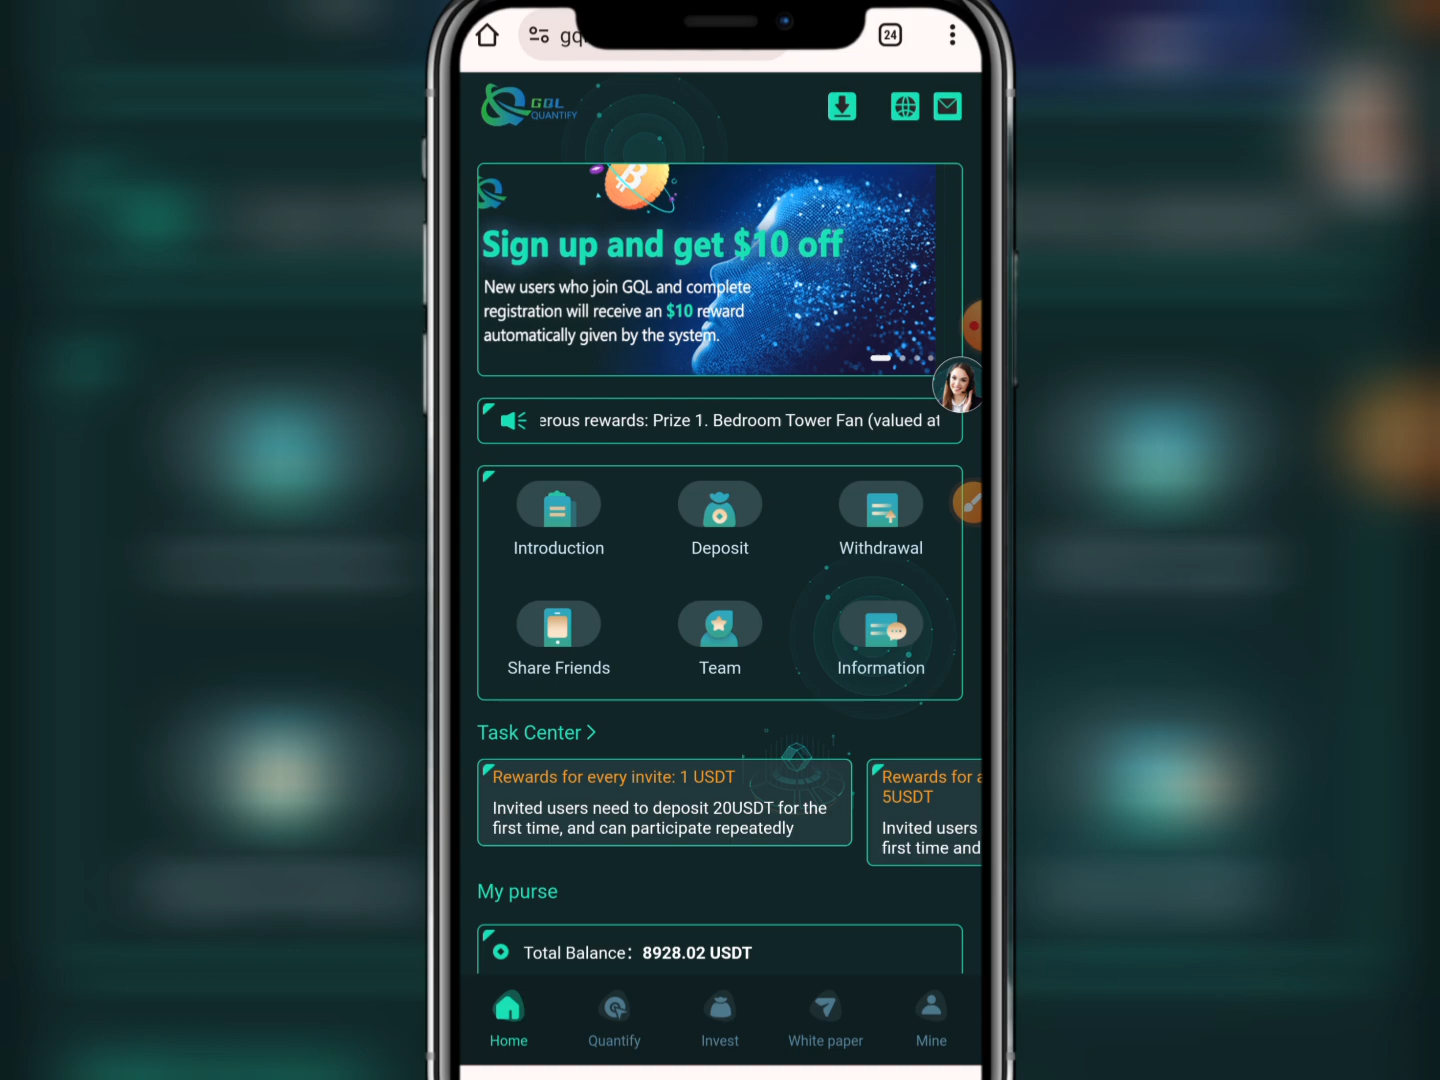 24
GQL
QUANTIFY
Sign up and get $10 off
New users who join GQL and complete
registration will receive an $10 reward
automatically given by the system.
erous rewards: Prize 1. Bedroom Tower Fan (valued at
Introduction
Deposit
Withdrawal
Share Friends
Team
Information
Task Center >
Rewards for every invite: 1 USDT
Invited users need to deposit 20USDT for the
first time, and can participate repeatedly
Rewards for a
5USDT
Invited users
first time and
My purse
Total Balance: 8928.02 USDT
Home
Quantify
Invest
White paper
Mine